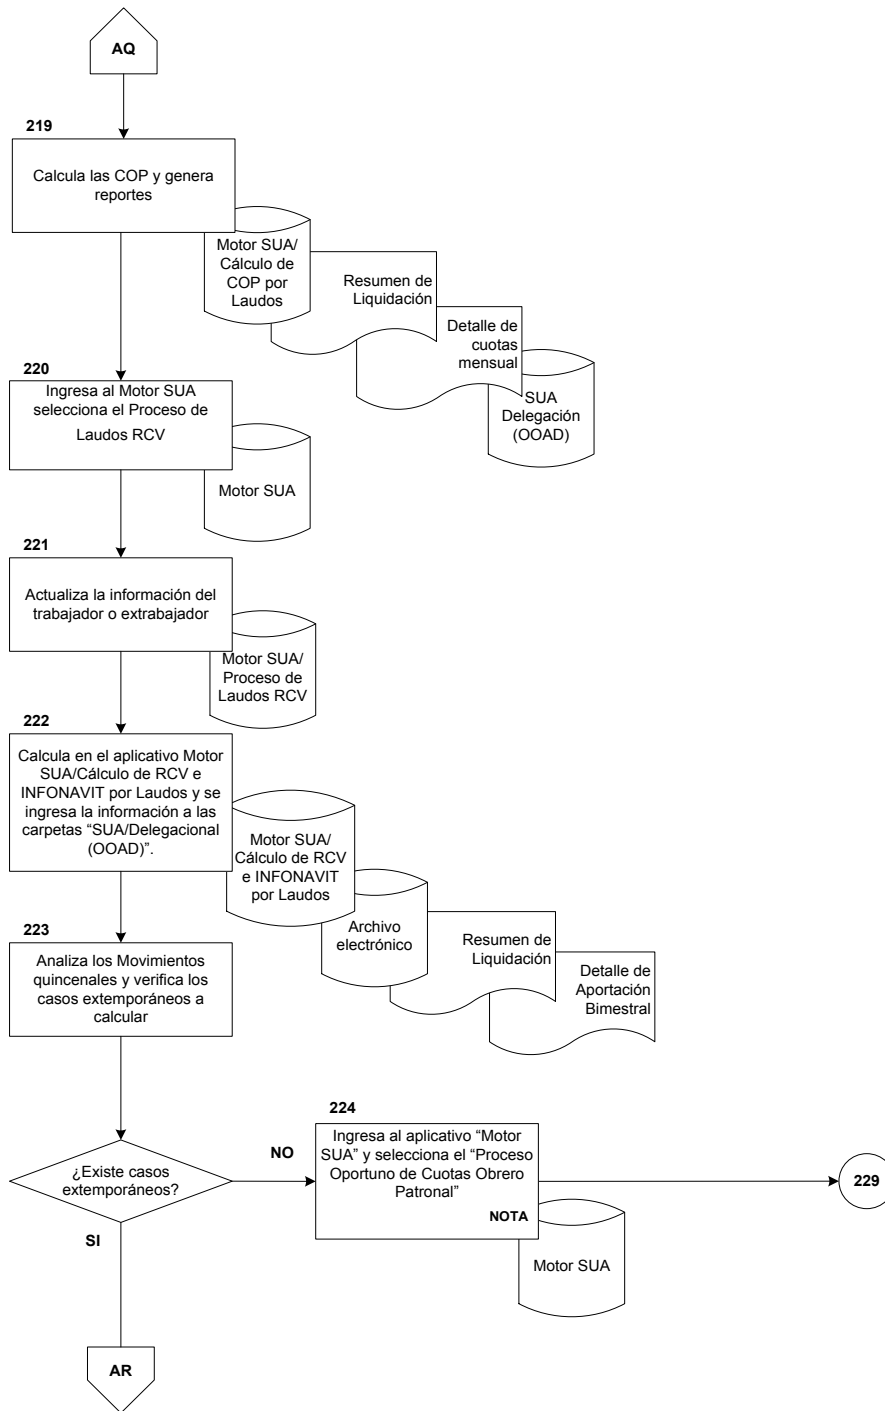 AQ
219
Calcula las COP y genera
reportes
Motor SUA/
Cálculo de
COP por
Laudos
Resumen de
Liquidación
Detalle de
cuotas
mensual
SUA
Delegación
(OOAD)
220
Ingresa al Motor SUA
selecciona el Proceso de
Laudos RCV
Motor SUA
221
Actualiza la información del
trabajador o extrabajador
Motor SUA/
Proceso de
Laudos RCV
222
Calcula en el aplicativo Motor
SUA/Cálculo de RCV e
INFONAVIT por Laudos y se
ingresa la información a las
carpetas “SUA/Delegacional
(OOAD)”.
Motor SUA/
Cálculo de RCV
e INFONAVIT
por Laudos
Archivo
electrónico
Resumen de
Liquidación
Detalle de
Aportación
Bimestral
223
Analiza los Movimientos
quincenales y verifica los
casos extemporáneos a
calcular
¿Existe casos
extemporáneos?
NO
SI
224
Ingresa al aplicativo “Motor
SUA” y selecciona el “Proceso
Oportuno de Cuotas Obrero
Patronal”
NOTA
Motor SUA
229
AR